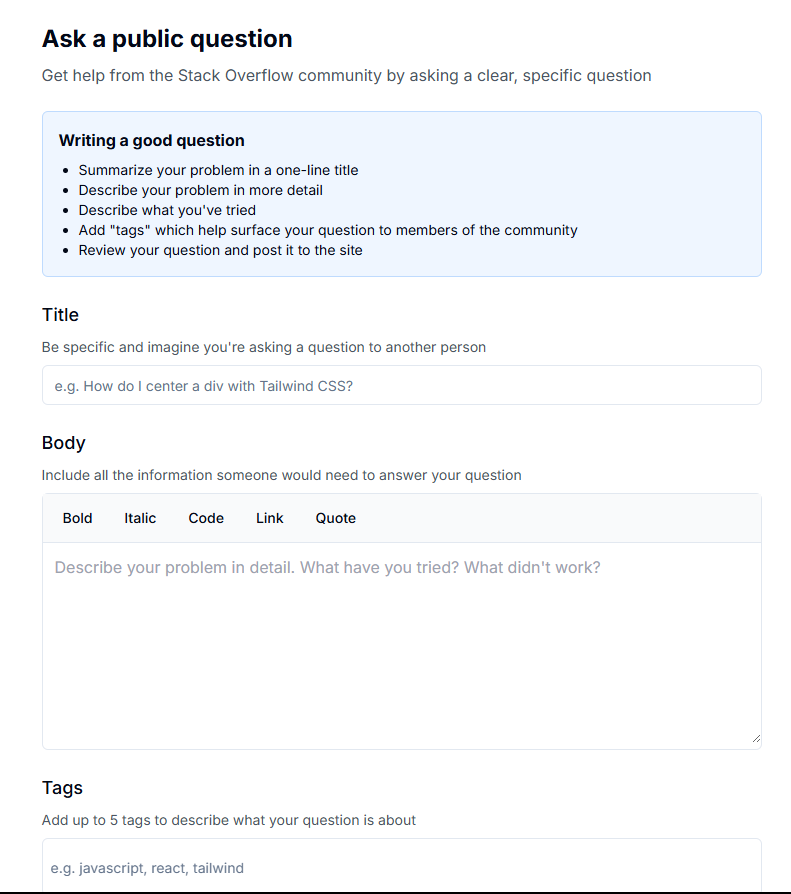 Ask a public question
Get help from the Stack Overflow community by asking a clear, specific question
Writing a good question
Summarize your problem in a one-line title
Describe your problem in more detail
Describe what you've tried
Add "tags" which help surface your question to members of the community
Review your question and post it to the site
Title
Be specific and imagine you're asking a question to another person
e.g. How do I center a div with Tailwind CSS?
Body
Include all the information someone would need to answer your question
Bold Italic Code Link Quote
Describe your problem in detail. What have you tried? What didn't work?
Tags
Add up to 5 tags to describe what your question is about
e.g. javascript, react, tailwind